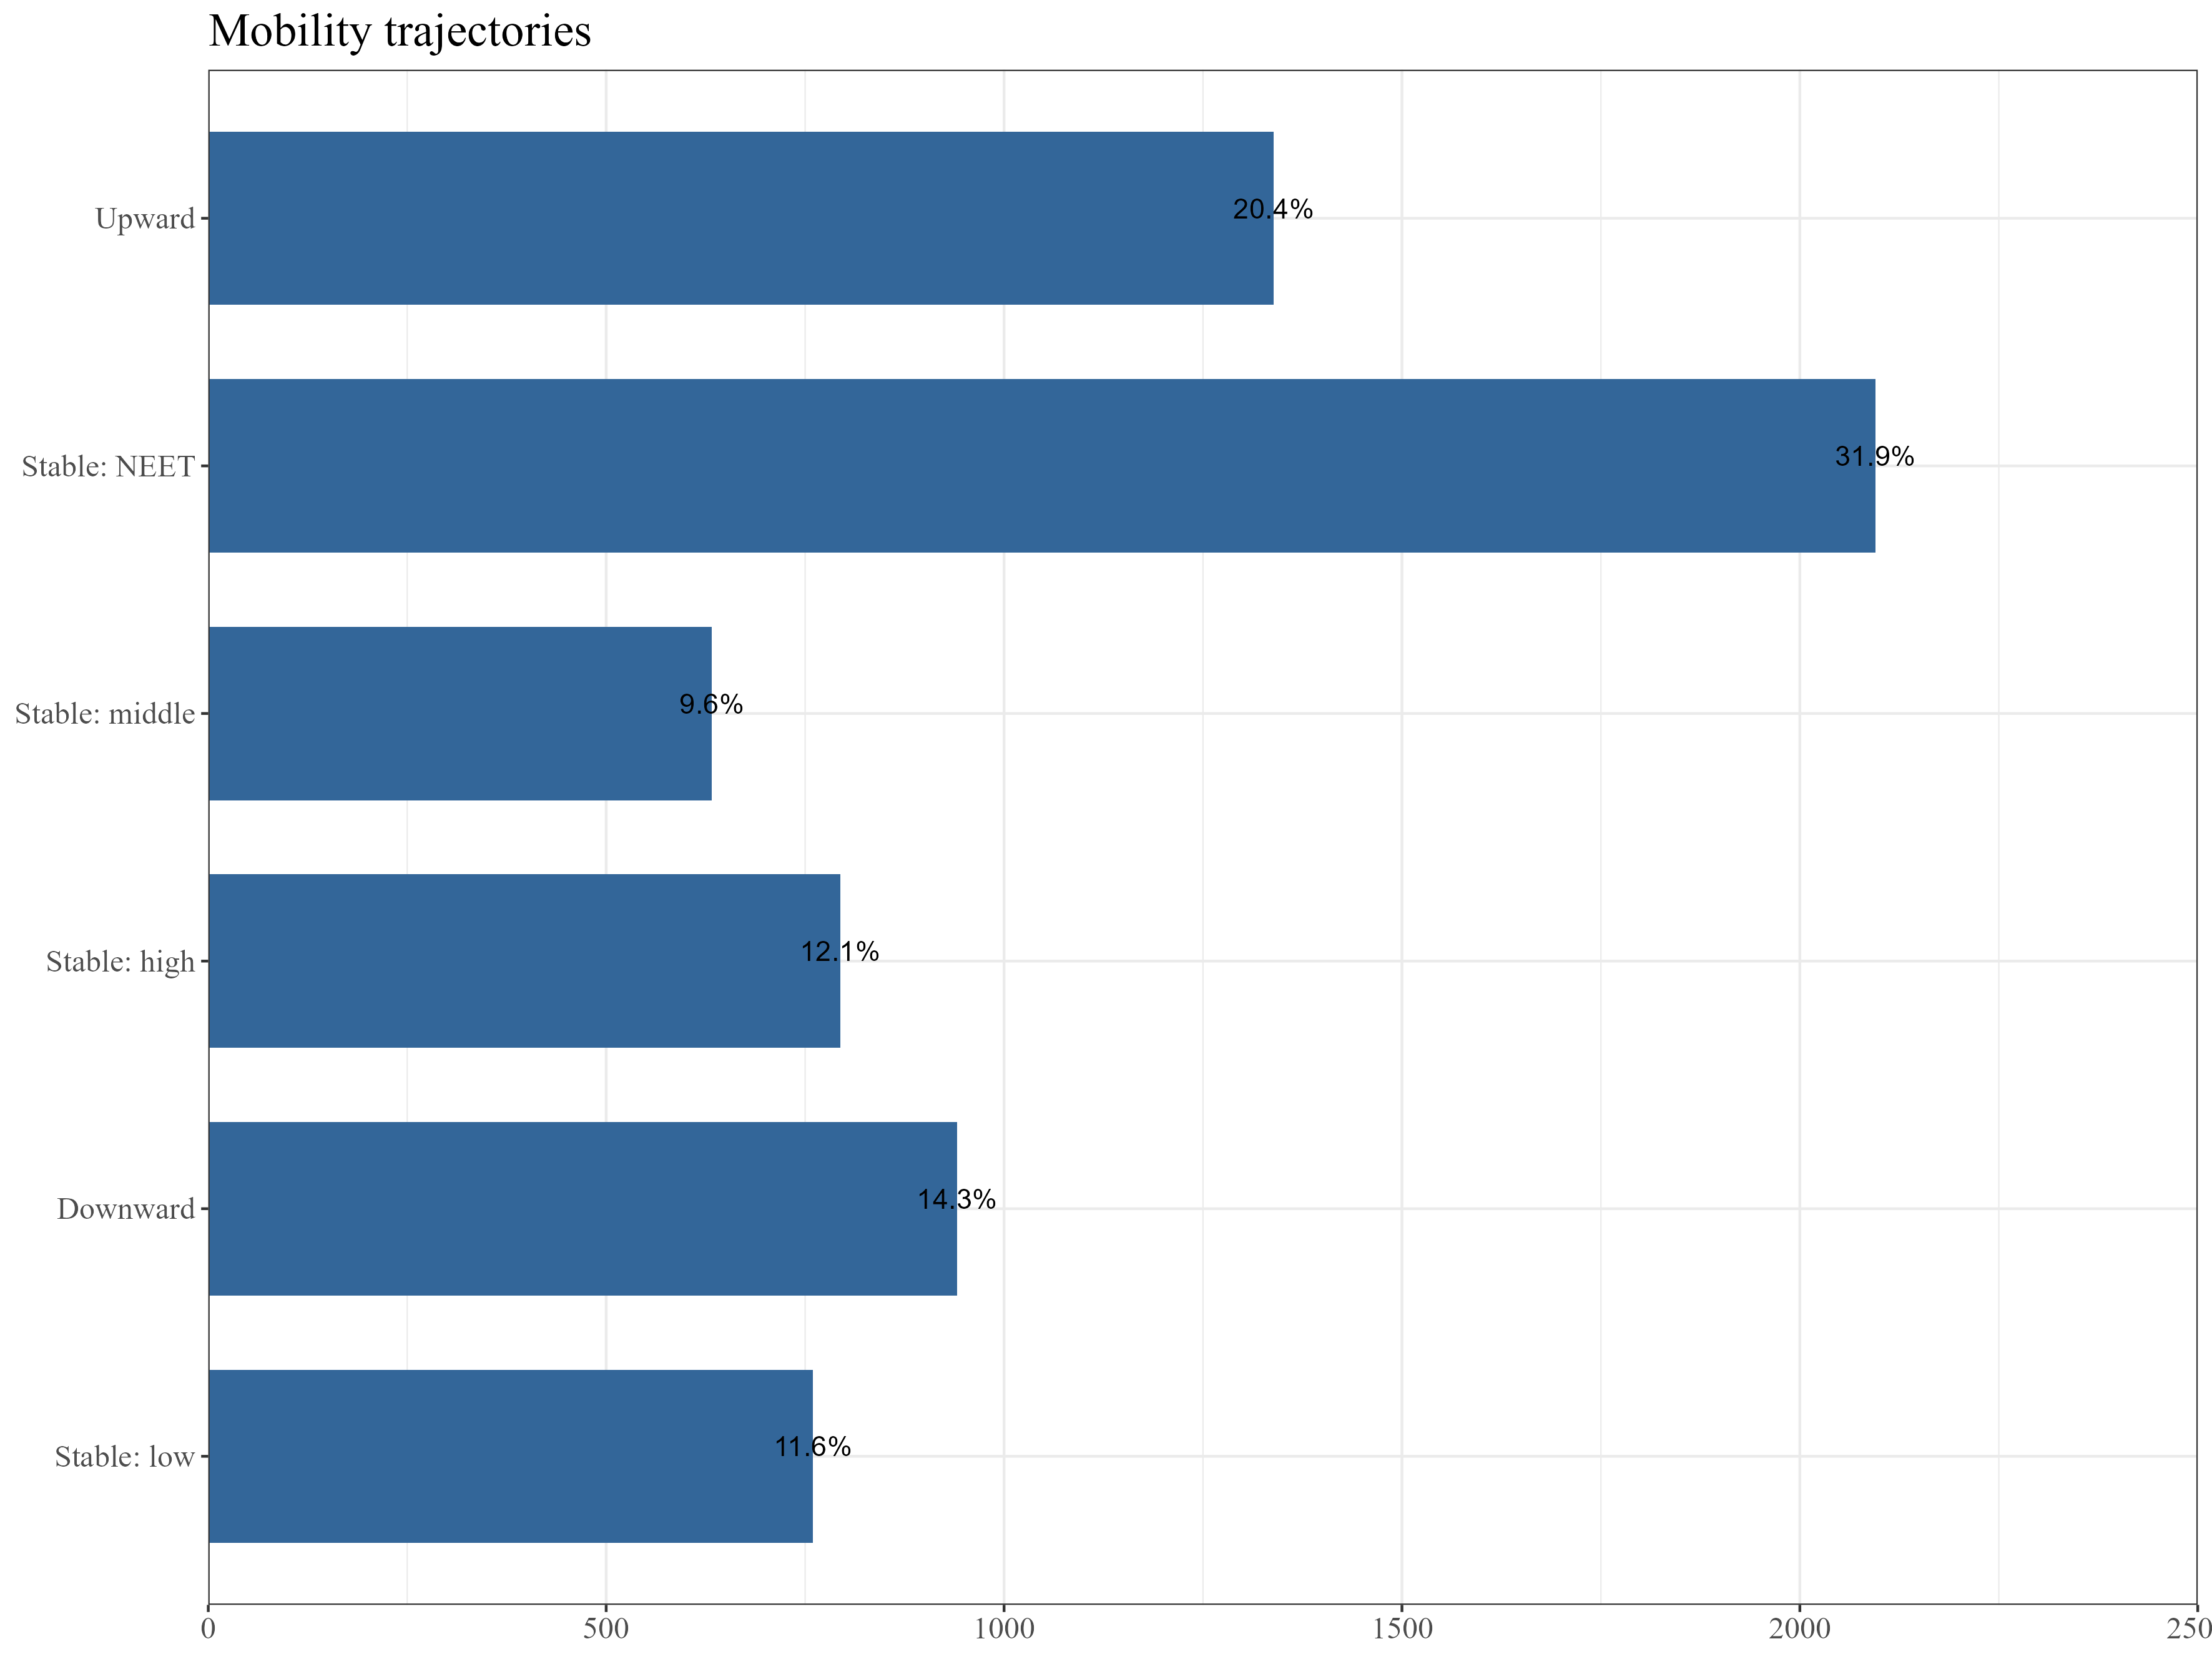 Mobility trajectories
Upward
20.4%
Stable: NEET
31.9%
Stable: middle
9.6%
Stable: high
12.1%
Downward
14.3%
Stable: low
11.6%
0 500 1000 1500 2000 250